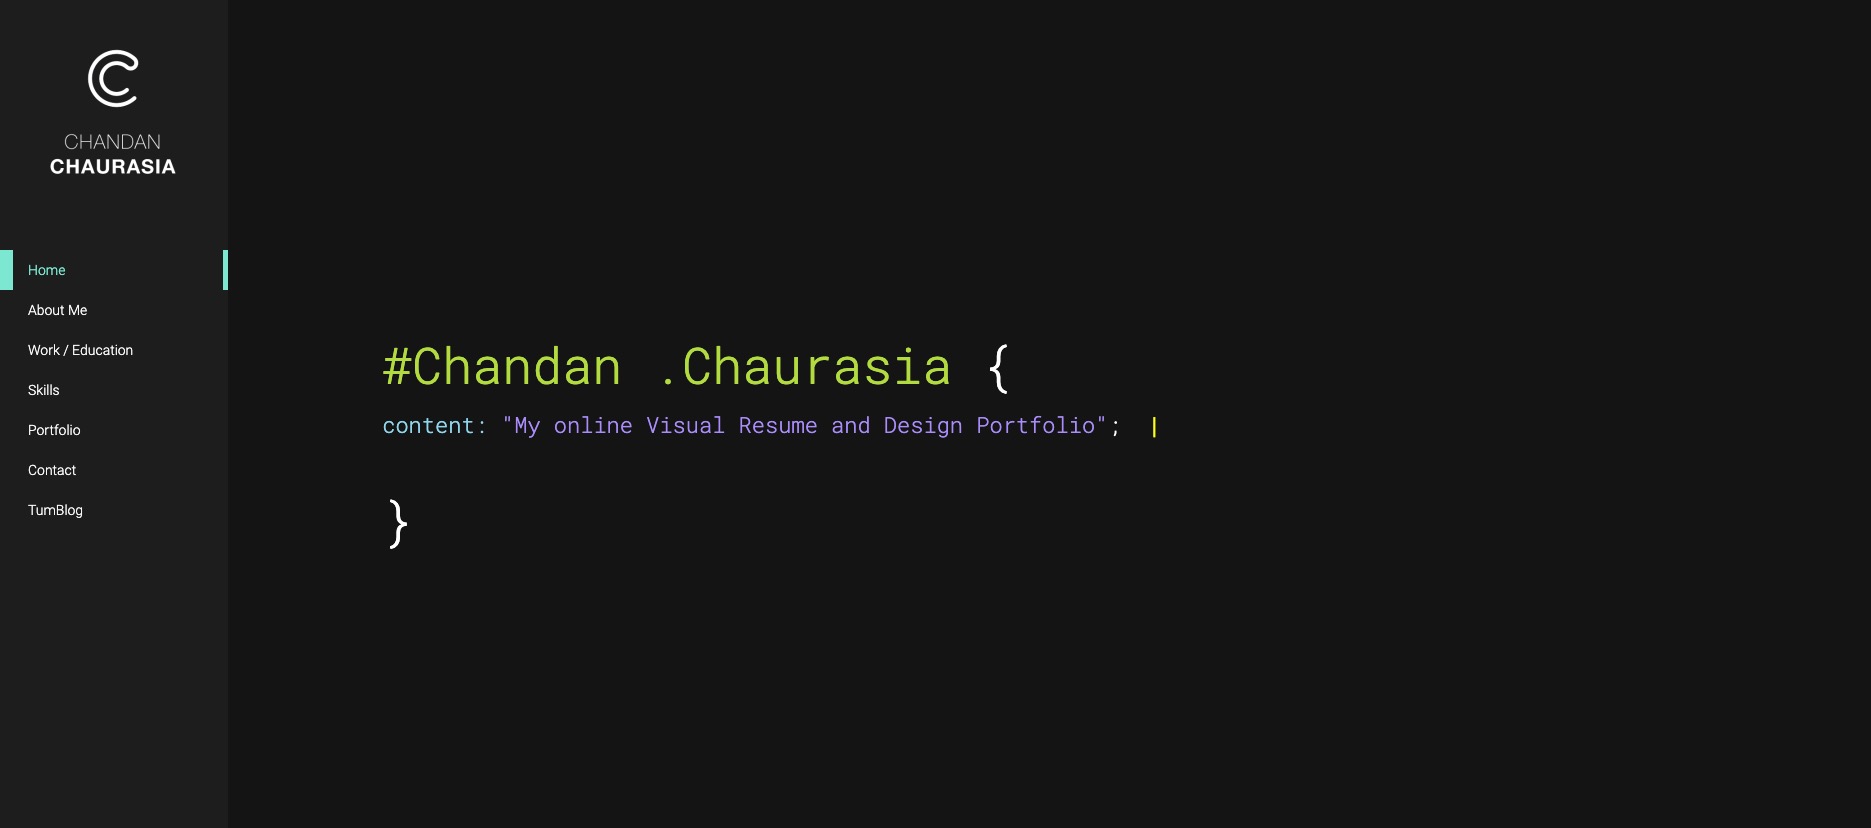 CHANDAN
CHAURASIA
Home
About Me
Work / Education
Skills
Portfolio
Contact
TumBlog
#Chandan .Chaurasia {
content: "My online Visual Resume and Design Portfolio"; |
}